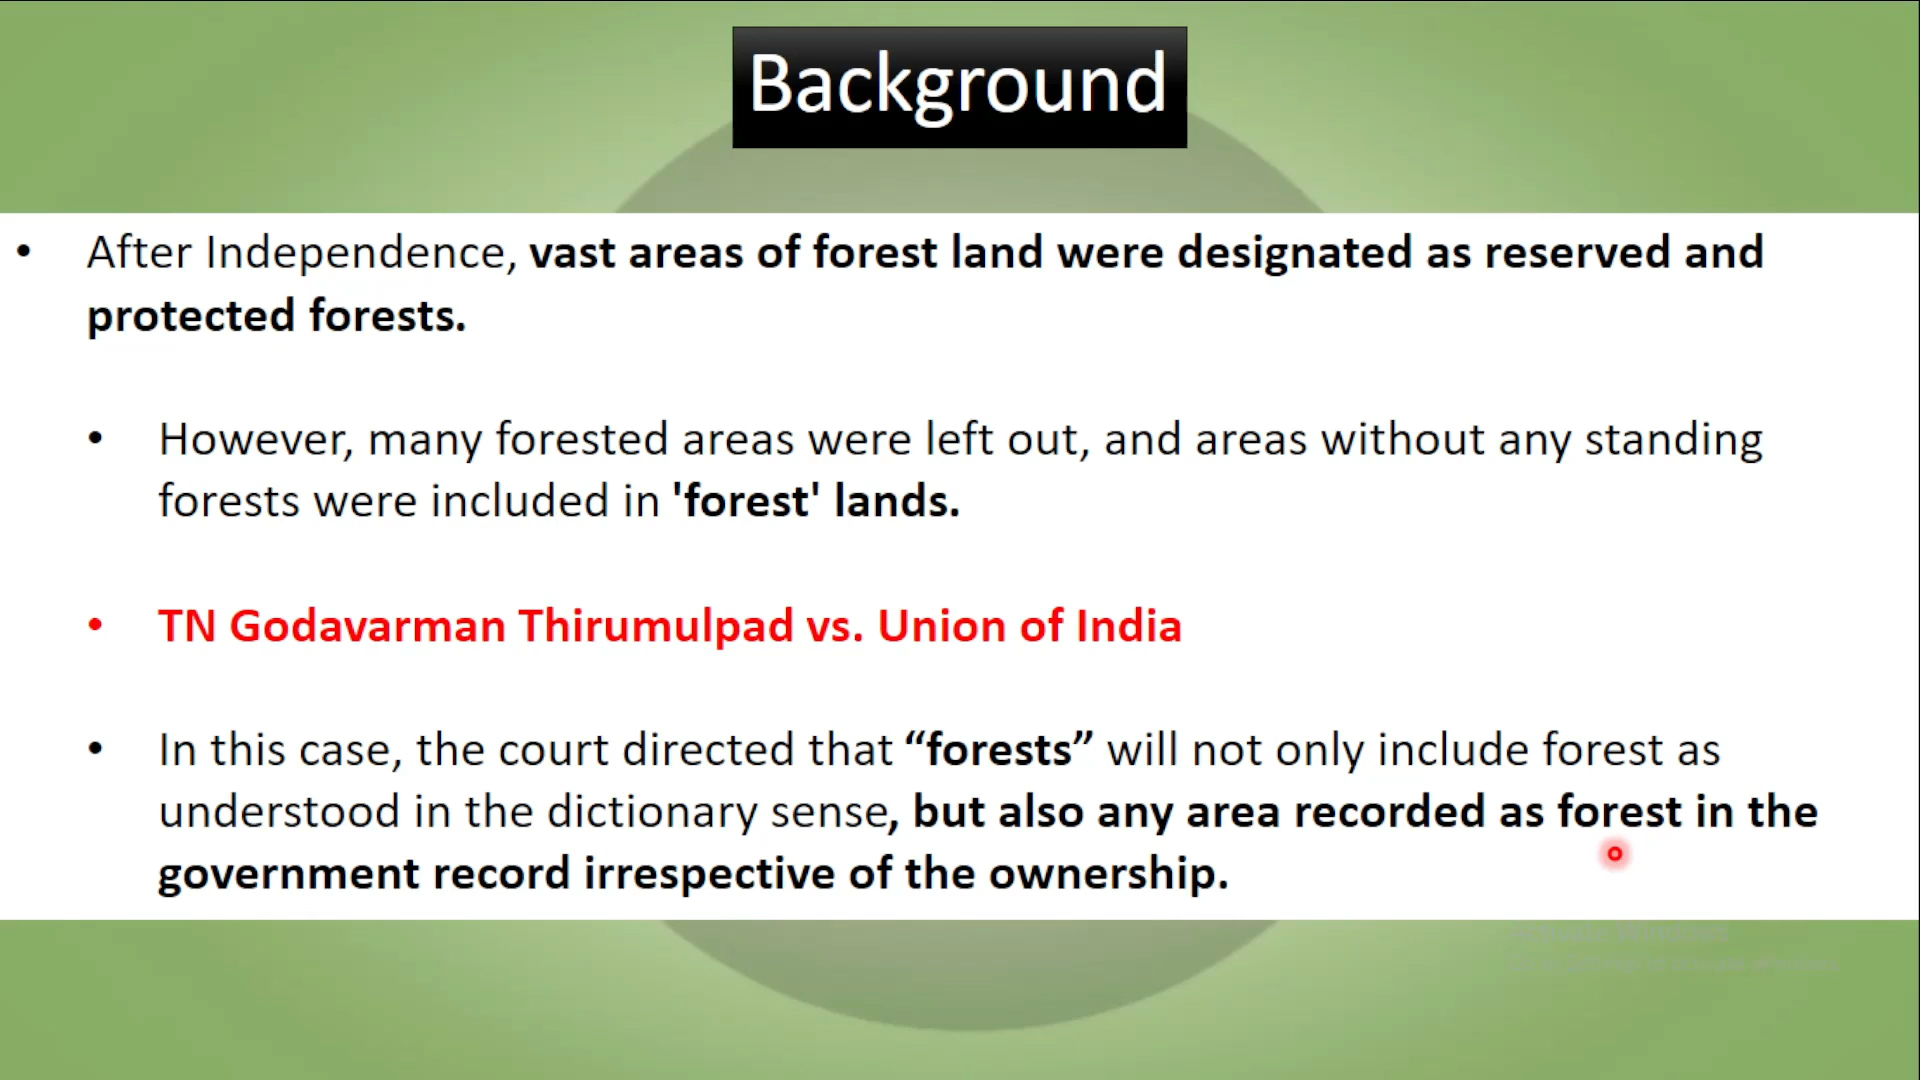 Background
• After Independence, vast areas of forest land were designated as reserved and
protected forests.
• However, many forested areas were left out, and areas without any standing
forests were included in 'forest' lands.
• TN Godavarman Thirumulpad vs. Union of India
• In this case, the court directed that “forests” will not only include forest as
understood in the dictionary sense, but also any area recorded as forest in the
government record irrespective of the ownership.